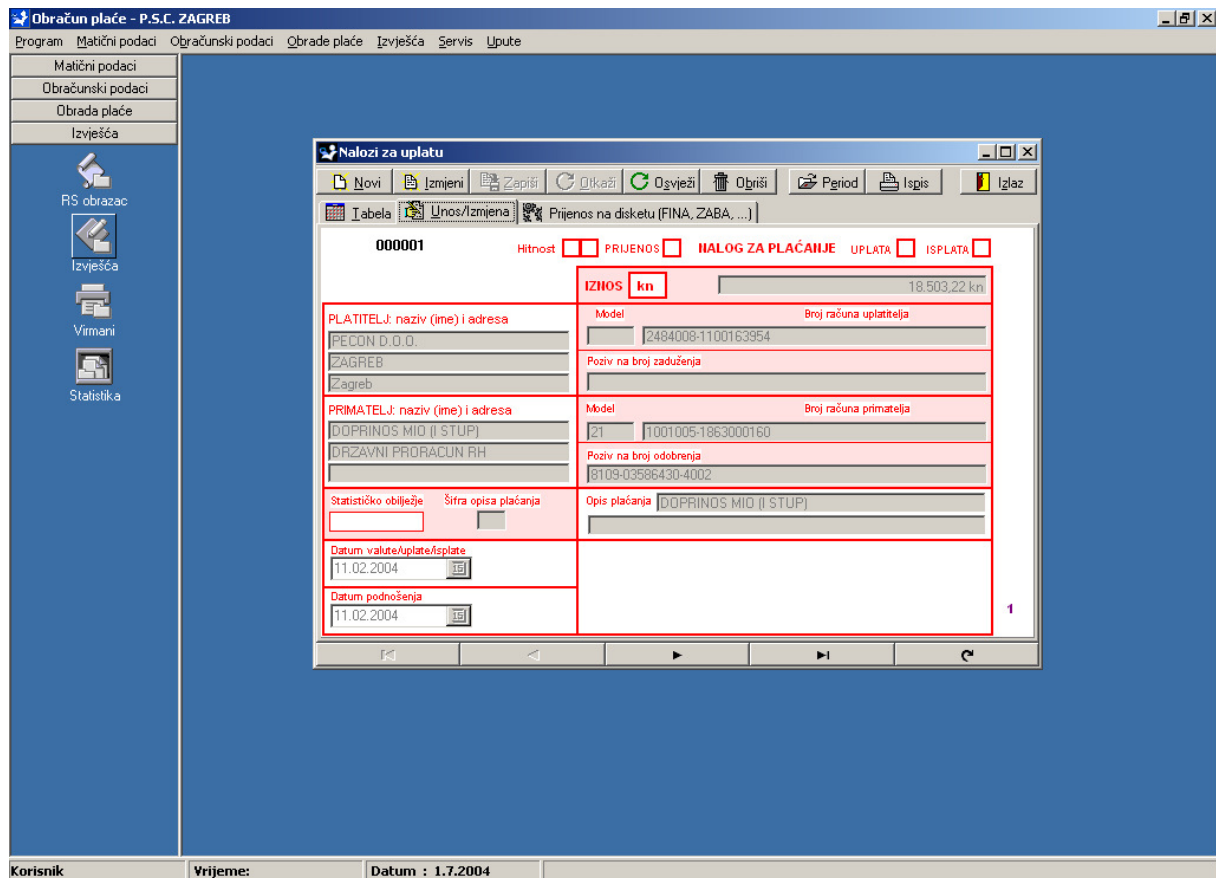 Obračun plaće - P.S.C. ZAGREB
Program Matični podaci Obračunski podaci Obrade plaće Izvješća Servis Upute
Matični podaci
Obračunski podaci
Obrada plaće
Izvješća
RS obrazac
Izvješća
Virmani
Statistika
Nalozi za uplatu
Novi Izmjeni Zapiši Otkaži Osvježi Obriši Period Ispis Izlaz
Tabela Unos/Izmjena Prijenos na disketu (FINA, ZABA, ...)
000001 Hitnost PRIJENOS NALOG ZA PLAĆANJE UPLATA ISPLATA
IZNOS kn 18.503,22 kn
PLATITELJ: naziv (ime) i adresa
PECON D.O.O.
ZAGREB
Zagreb
Model Broj računa uplatitelja
2484008-1100163954
Poziv na broj zaduženja
PRIMATELJ: naziv (ime) i adresa
DOPRINOS MIO (I STUP)
DRZAVNI PRORACUN RH
Model Broj računa primatelja
21 1001005-1863000160
Poziv na broj odobrenja
8109-03586430-4002
Statističko obilježje Šifra opisa plaćanja
Opis plaćanja DOPRINOS MIO (I STUP)
Datum valute/uplate/isplate
11.02.2004 15
Datum podnošenja
11.02.2004 15
1
Korisnik Vrijeme: Datum : 1.7.2004